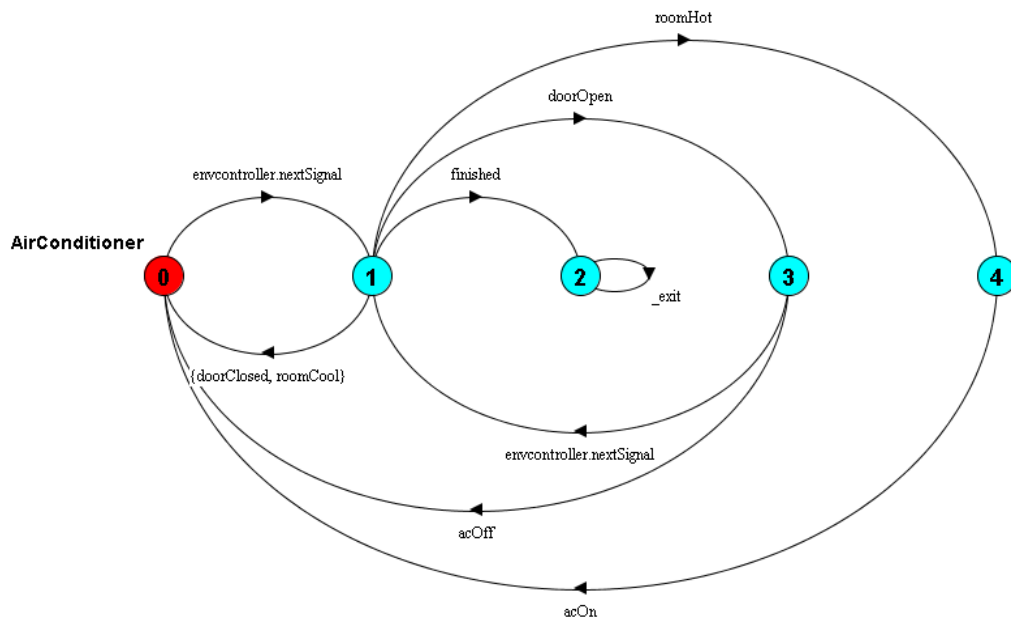 roomHot
doorOpen
envcontroller.nextSignal
finished
AirConditioner
0
1
2
3
4
_exit
{doorClosed, roomCool}
envcontroller.nextSignal
acOff
acOn